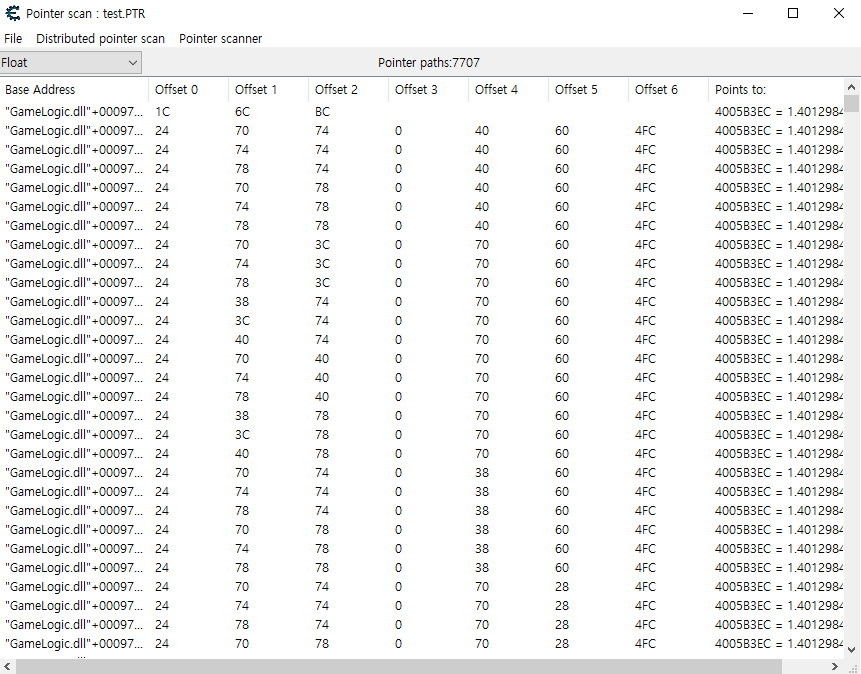 Pointer scan : test.PTR
File Distributed pointer scan Pointer scanner
Float Pointer paths:7707
Base Address Offset 0 Offset 1 Offset 2 Offset 3 Offset 4 Offset 5 Offset 6 Points to:
"GameLogic.dll"+00097... 1C 6C BC 4005B3EC = 1.4012984
"GameLogic.dll"+00097... 24 70 74 0 40 60 4FC 4005B3EC = 1.4012984
"GameLogic.dll"+00097... 24 74 74 0 40 60 4FC 4005B3EC = 1.4012984
"GameLogic.dll"+00097... 24 78 74 0 40 60 4FC 4005B3EC = 1.4012984
"GameLogic.dll"+00097... 24 70 78 0 40 60 4FC 4005B3EC = 1.4012984
"GameLogic.dll"+00097... 24 74 78 0 40 60 4FC 4005B3EC = 1.4012984
"GameLogic.dll"+00097... 24 78 78 0 40 60 4FC 4005B3EC = 1.4012984
"GameLogic.dll"+00097... 24 70 3C 0 70 60 4FC 4005B3EC = 1.4012984
"GameLogic.dll"+00097... 24 74 3C 0 70 60 4FC 4005B3EC = 1.4012984
"GameLogic.dll"+00097... 24 78 3C 0 70 60 4FC 4005B3EC = 1.4012984
"GameLogic.dll"+00097... 24 38 74 0 70 60 4FC 4005B3EC = 1.4012984
"GameLogic.dll"+00097... 24 3C 74 0 70 60 4FC 4005B3EC = 1.4012984
"GameLogic.dll"+00097... 24 40 74 0 70 60 4FC 4005B3EC = 1.4012984
"GameLogic.dll"+00097... 24 70 40 0 70 60 4FC 4005B3EC = 1.4012984
"GameLogic.dll"+00097... 24 74 40 0 70 60 4FC 4005B3EC = 1.4012984
"GameLogic.dll"+00097... 24 78 40 0 70 60 4FC 4005B3EC = 1.4012984
"GameLogic.dll"+00097... 24 38 78 0 70 60 4FC 4005B3EC = 1.4012984
"GameLogic.dll"+00097... 24 3C 78 0 70 60 4FC 4005B3EC = 1.4012984
"GameLogic.dll"+00097... 24 40 78 0 70 60 4FC 4005B3EC = 1.4012984
"GameLogic.dll"+00097... 24 70 74 0 38 60 4FC 4005B3EC = 1.4012984
"GameLogic.dll"+00097... 24 74 74 0 38 60 4FC 4005B3EC = 1.4012984
"GameLogic.dll"+00097... 24 78 74 0 38 60 4FC 4005B3EC = 1.4012984
"GameLogic.dll"+00097... 24 70 78 0 38 60 4FC 4005B3EC = 1.4012984
"GameLogic.dll"+00097... 24 74 78 0 38 60 4FC 4005B3EC = 1.4012984
"GameLogic.dll"+00097... 24 78 78 0 38 60 4FC 4005B3EC = 1.4012984
"GameLogic.dll"+00097... 24 70 74 0 70 28 4FC 4005B3EC = 1.4012984
"GameLogic.dll"+00097... 24 74 74 0 70 28 4FC 4005B3EC = 1.4012984
"GameLogic.dll"+00097... 24 78 74 0 70 28 4FC 4005B3EC = 1.4012984
"GameLogic.dll"+00097... 24 70 78 0 70 28 4FC 4005B3EC = 1.4012984